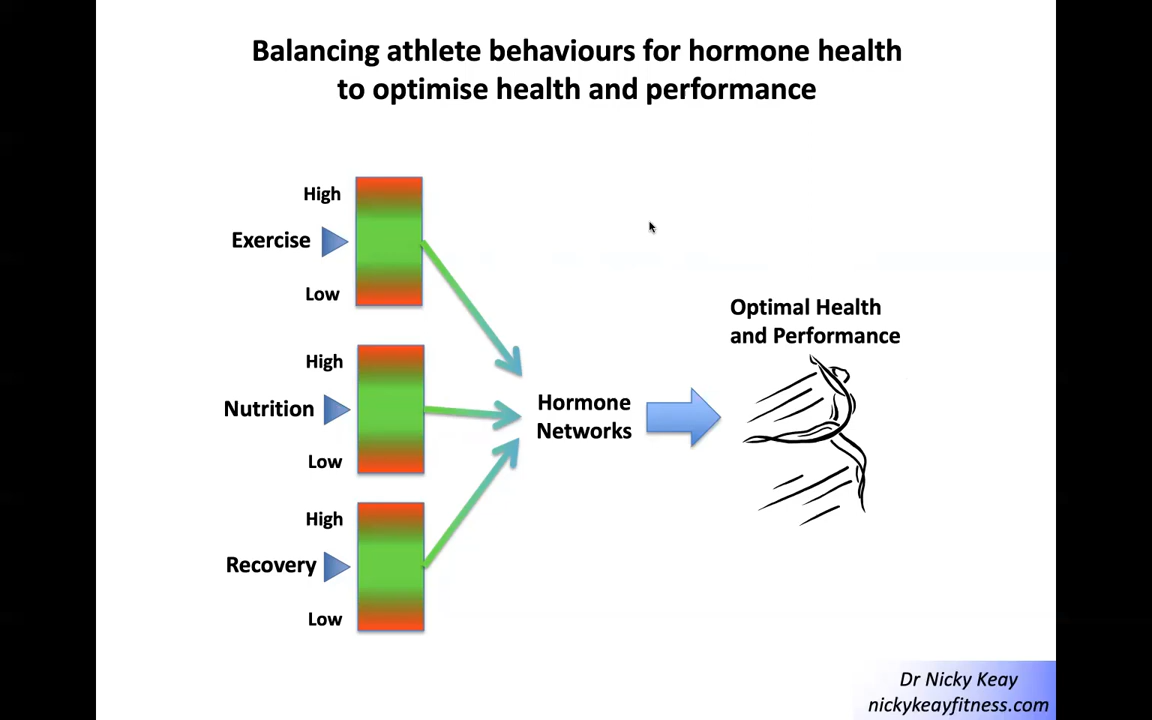 Balancing athlete behaviours for hormone health
to optimise health and performance
High
Exercise
Low
High
Nutrition
Low
High
Recovery
Low
Hormone
Networks
Optimal Health
and Performance
Dr Nicky Keay
nickykeayfitness.com